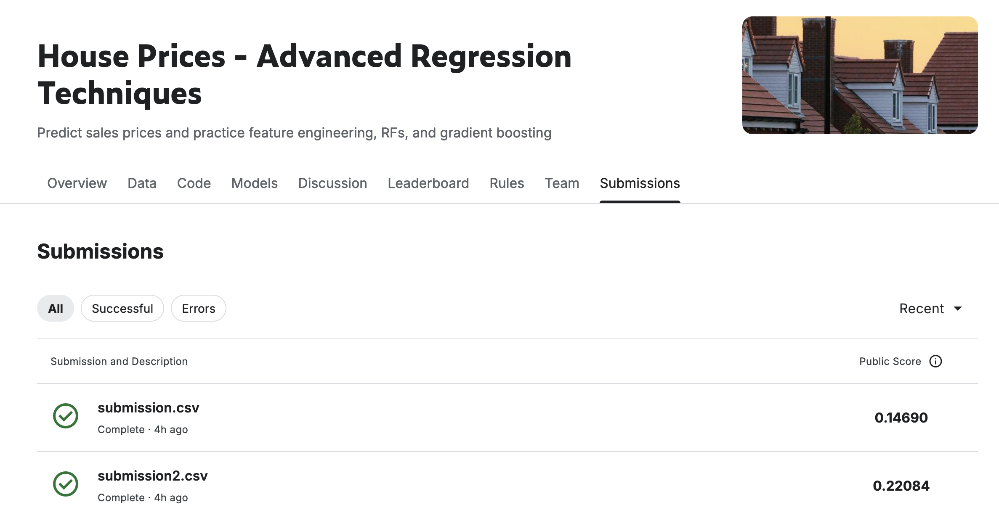 House Prices - Advanced Regression
Techniques
Predict sales prices and practice feature engineering, RFs, and gradient boosting
Overview Data Code Models Discussion Leaderboard Rules Team Submissions
Submissions
All Successful Errors Recent
Submission and Description Public Score
submission.csv
Complete · 4h ago
0.14690
submission2.csv
Complete · 4h ago
0.22084